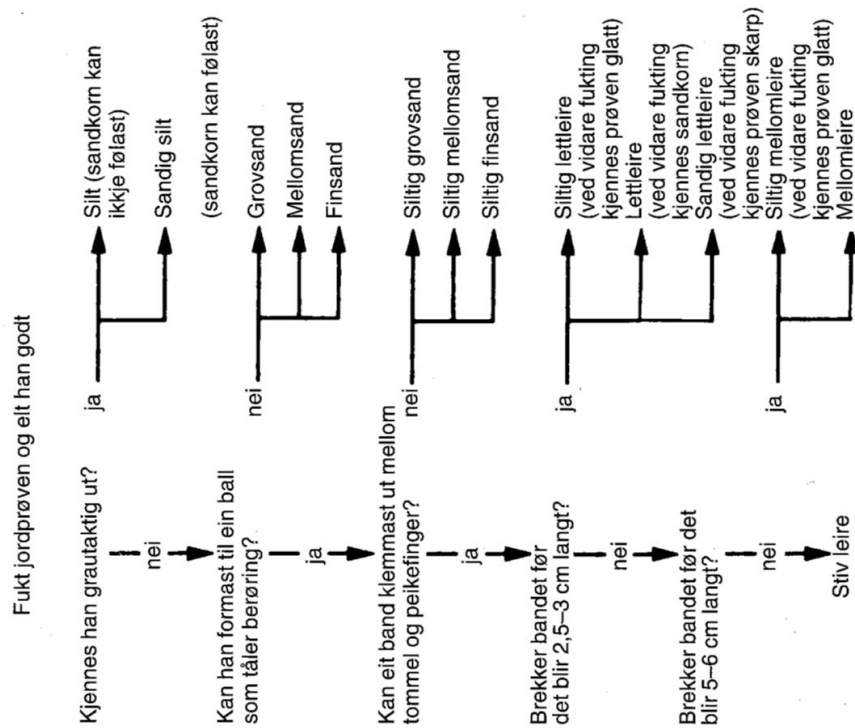 Fukt jordprøven og elt han godt
Kjennes han grautaktig ut?
ja
Silt (sandkorn kan
ikkje følast)
Sandig silt
(sandkorn kan følast)
nei
Kan han formast til ein ball
som tåler berøring?
nei
Grovsand
Mellomsand
Finsand
ja
Kan eit band klemmast ut mellom
tommel og peikefinger?
nei
Siltig grovsand
Siltig mellomsand
Siltig finsand
ja
Brekker bandet før
det blir 2,5–3 cm langt?
ja
Siltig lettleire
(ved vidare fukting
kjennes prøven glatt)
Lettleire
(ved vidare fukting
kjennes sandkorn)
Sandig lettleire
(ved vidare fukting
kjennes prøven skarp)
nei
Brekker bandet før det
blir 5–6 cm langt?
ja
Siltig mellomleire
(ved vidare fukting
kjennes prøven glatt)
Mellomleire
nei
Stiv leire